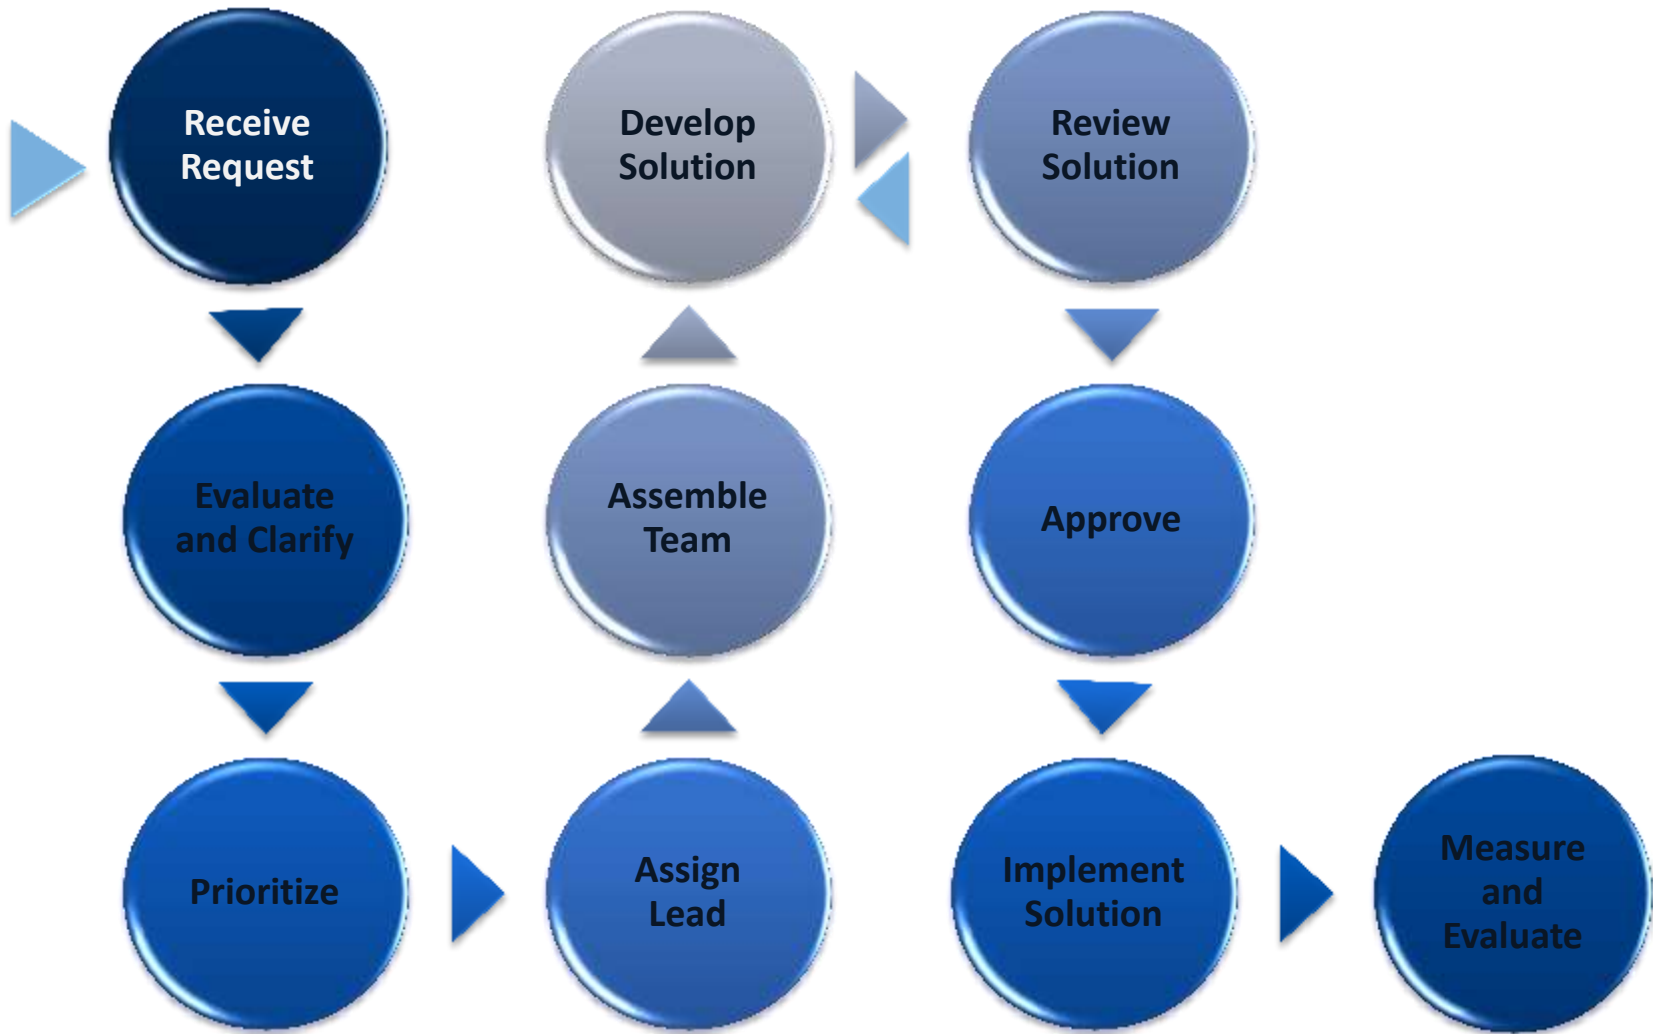 Receive
Request
Evaluate
and Clarify
Prioritize
Assign
Lead
Assemble
Team
Develop
Solution
Review
Solution
Approve
Implement
Solution
Measure
and
Evaluate